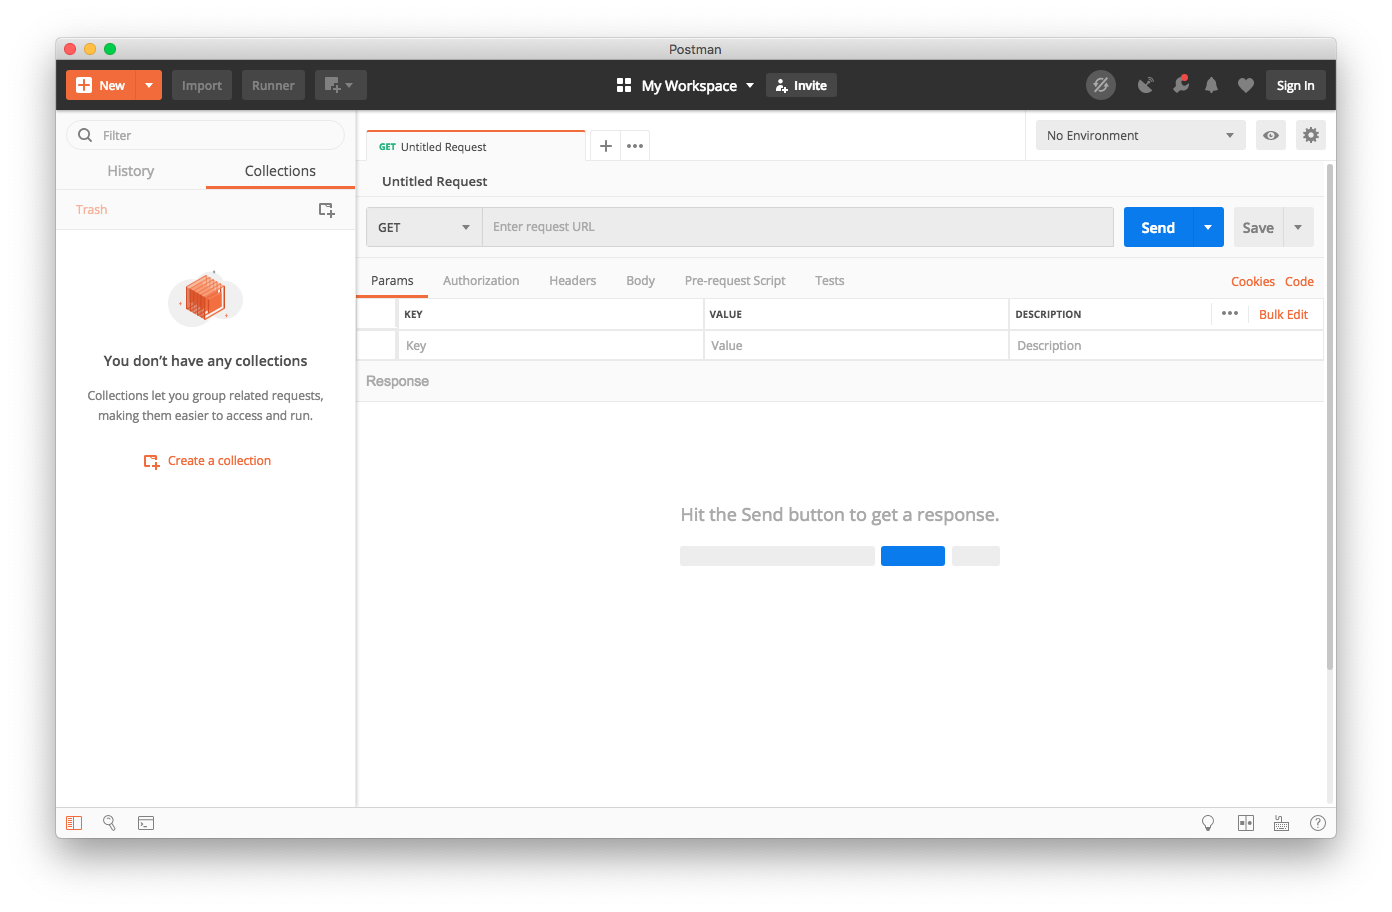 Postman
New
Import
Runner
My Workspace
Invite
Sign In
Filter
History
Collections
Trash
You don't have any collections
Collections let you group related requests,
making them easier to access and run.
Create a collection
GET Untitled Request
No Environment
Untitled Request
GET
Enter request URL
Send
Save
Params
Authorization
Headers
Body
Pre-request Script
Tests
Cookies
Code
KEY
VALUE
DESCRIPTION
Bulk Edit
Key
Value
Description
Response
Hit the Send button to get a response.